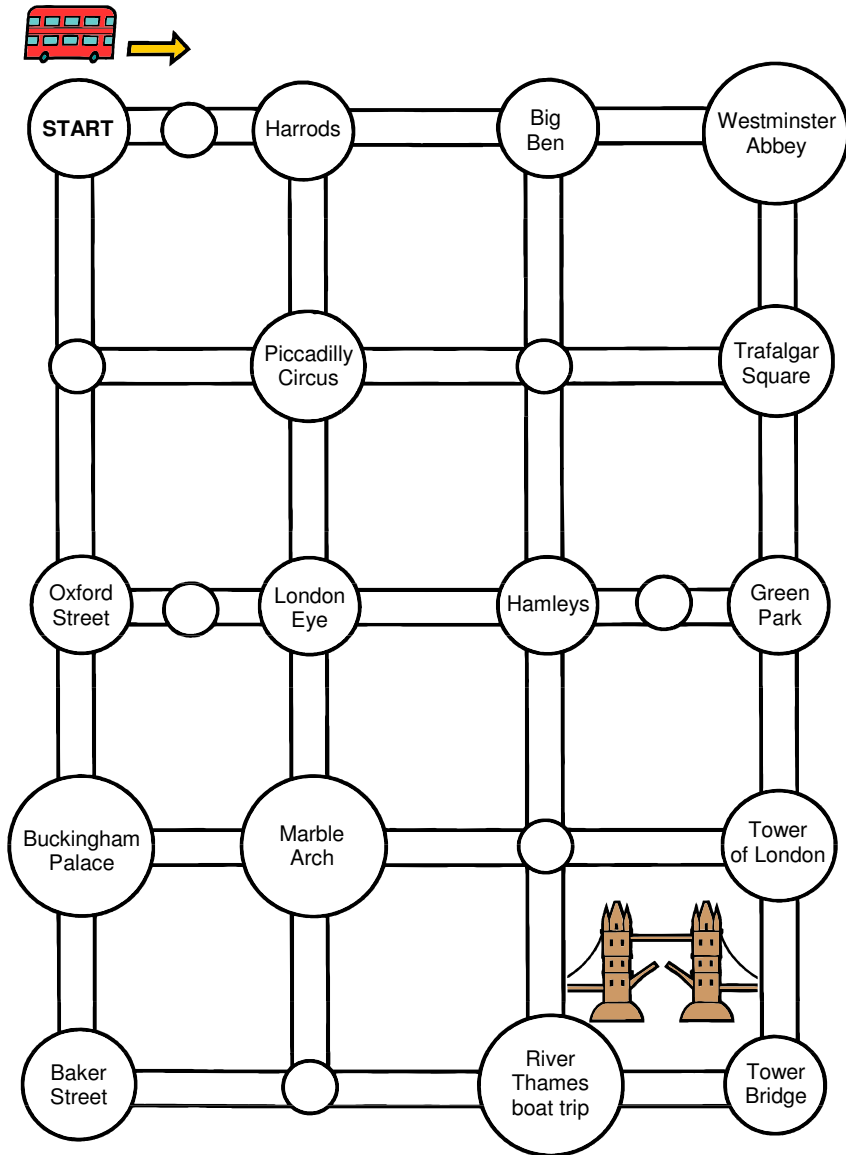 START
Harrods
Big
Ben
Westminster
Abbey
Piccadilly
Circus
Trafalgar
Square
Oxford
Street
London
Eye
Hamleys
Green
Park
Buckingham
Palace
Marble
Arch
Tower
of London
Baker
Street
River
Thames
boat trip
Tower
Bridge